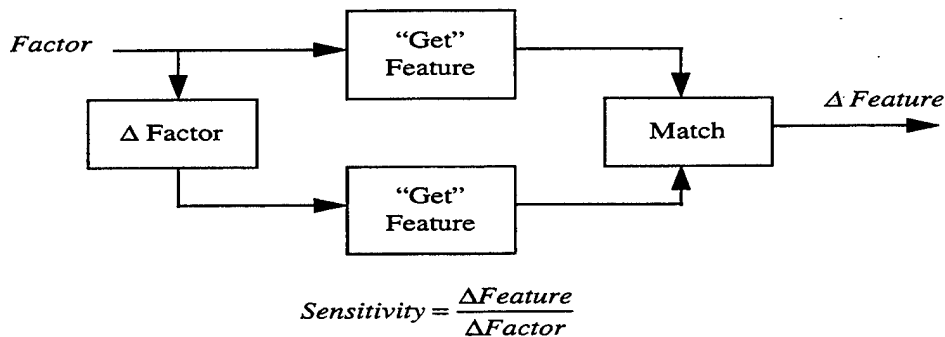 Factor
“Get”
Feature
Δ Feature
Δ Factor
Match
“Get”
Feature
Sensitivity = ΔFeature / ΔFactor